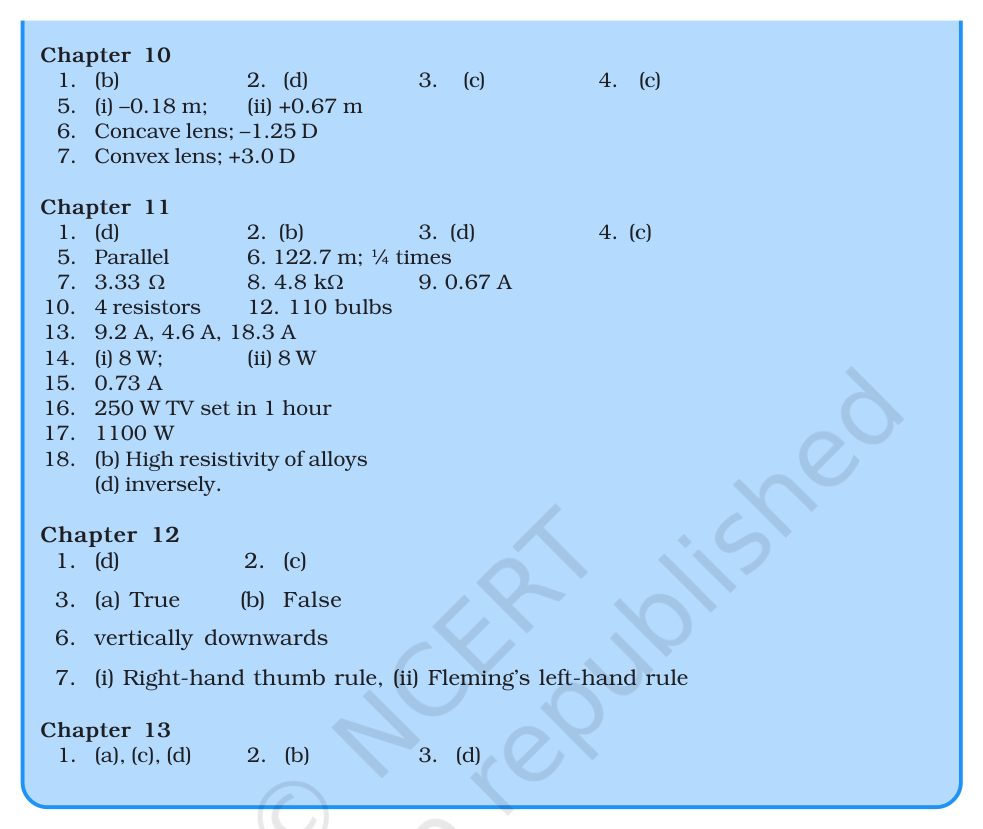 Chapter 10
1. (b) 2. (d) 3. (c) 4. (c)
5. (i) –0.18 m; (ii) +0.67 m
6. Concave lens; –1.25 D
7. Convex lens; +3.0 D
Chapter 11
1. (d) 2. (b) 3. (d) 4. (c)
5. Parallel 6. 122.7 m; ¼ times
7. 3.33 Ω 8. 4.8 kΩ 9. 0.67 A
10. 4 resistors 12. 110 bulbs
13. 9.2 A, 4.6 A, 18.3 A
14. (i) 8 W; (ii) 8 W
15. 0.73 A
16. 250 W TV set in 1 hour
17. 1100 W
18. (b) High resistivity of alloys
(d) inversely.
Chapter 12
1. (d) 2. (c)
3. (a) True (b) False
6. vertically downwards
7. (i) Right-hand thumb rule, (ii) Fleming's left-hand rule
Chapter 13
1. (a), (c), (d) 2. (b) 3. (d)
© NCERT
republished